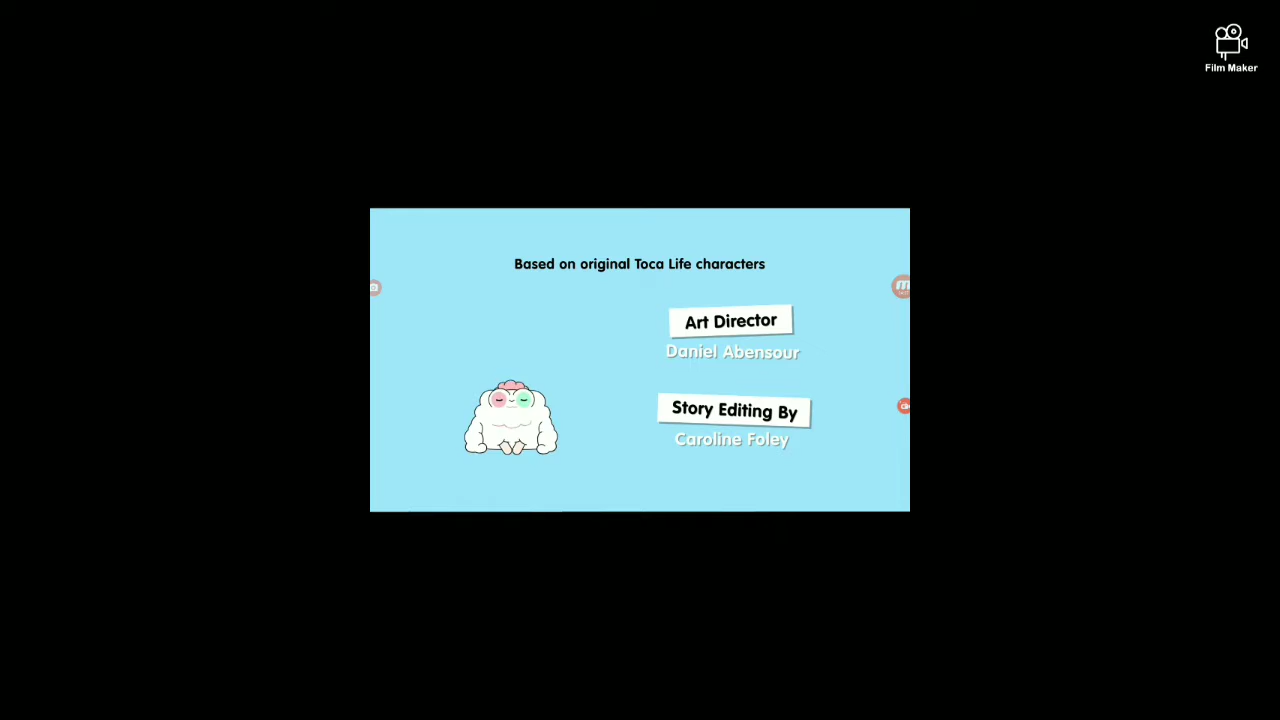 Film Maker
Based on original Toca Life characters
Art Director
Daniel Abensour
Story Editing By
Caroline Foley